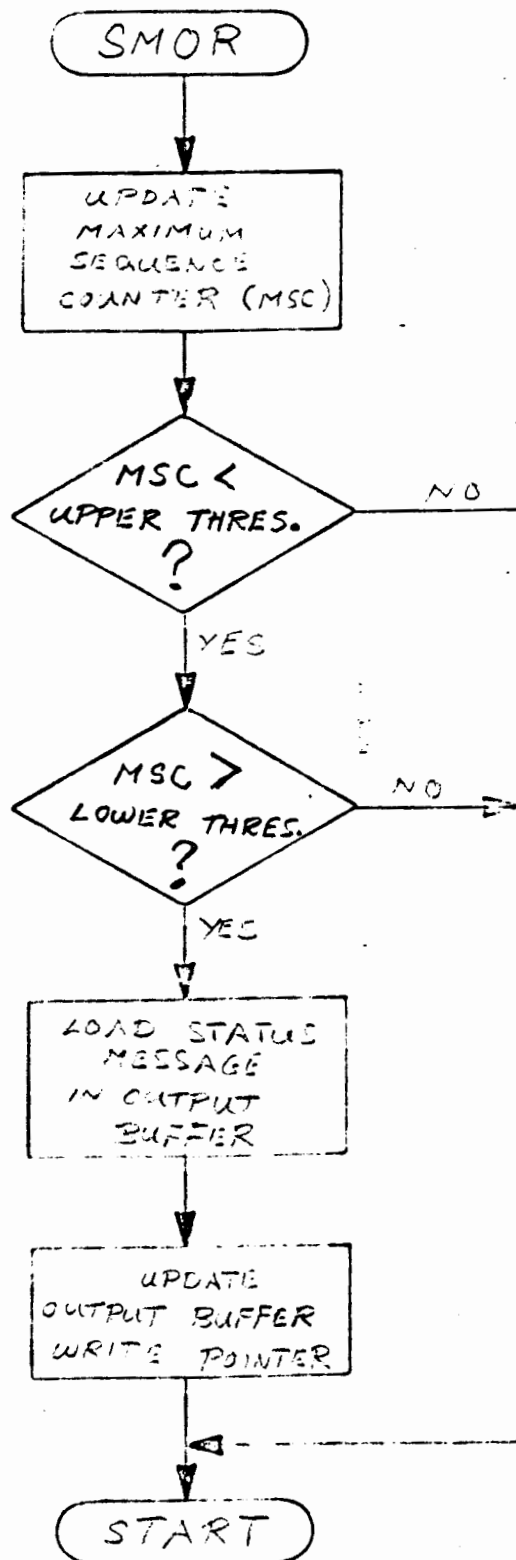 SMOR
UPDATE
MAXIMUM
SEQUENCE
COUNTER (MSC)
MSC <
UPPER THRES.
?
NO
YES
MSC >
LOWER THRES.
?
NO
YES
LOAD STATUS
MESSAGE
IN OUTPUT
BUFFER
UPDATE
OUTPUT BUFFER
WRITE POINTER
START